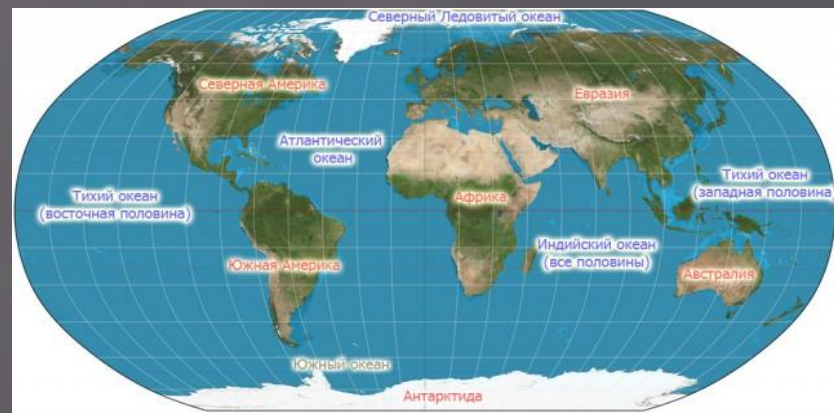 Северный Ледовитый океан
Северная Америка
Евразия
Атлантический
океан
Тихий океан
(восточная половина)
Африка
Тихий океан
(западная половина)
Индийский океан
(все половины)
Южная Америка
Австралия
Южный океан
Антарктида